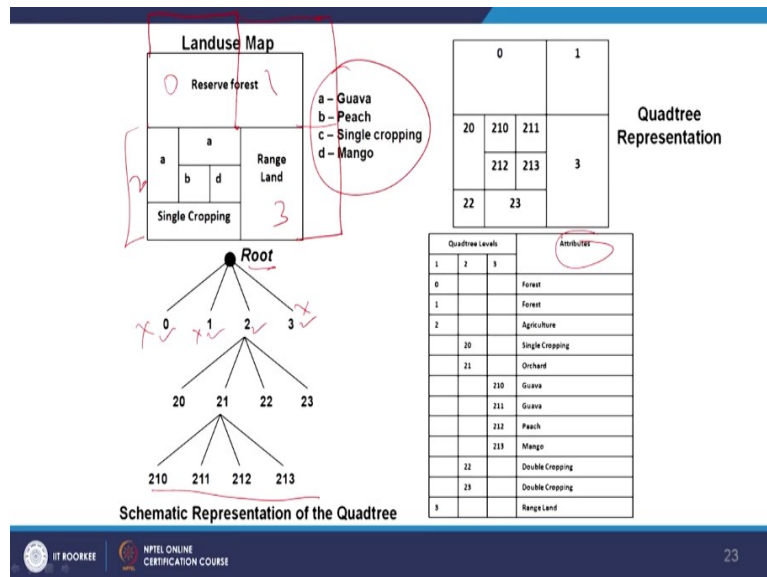 Landuse Map
0
Reserve forest
1
a – Guava
b – Peach
c – Single cropping
d – Mango
a
a
b
d
Range
Land
Single Cropping
2
3
Root
0 1 2 3
20 21 22 23
210 211 212 213
Schematic Representation of the Quadtree
0 1
20 210 211
212 213 3
22 23
Quadtree
Representation
Quadtree Levels Attributes
1 2 3
0 Forest
1 Forest
2 Agriculture
20 Single Cropping
21 Orchard
210 Guava
211 Guava
212 Peach
213 Mango
22 Double Cropping
23 Double Cropping
3 Range Land
IIT ROORKEE
NPTEL ONLINE
CERTIFICATION COURSE
23